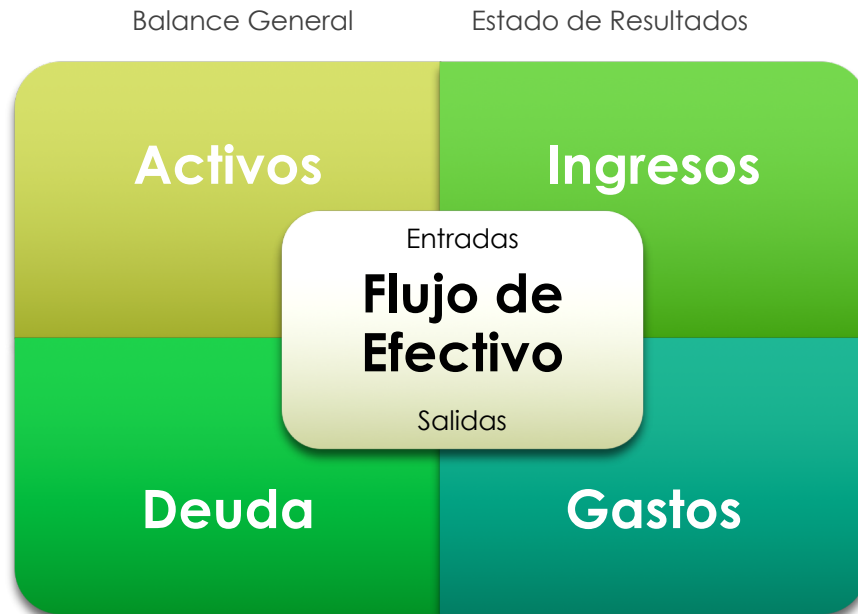 Balance General
Estado de Resultados
Activos
Ingresos
Entradas
Flujo de
Efectivo
Salidas
Deuda
Gastos